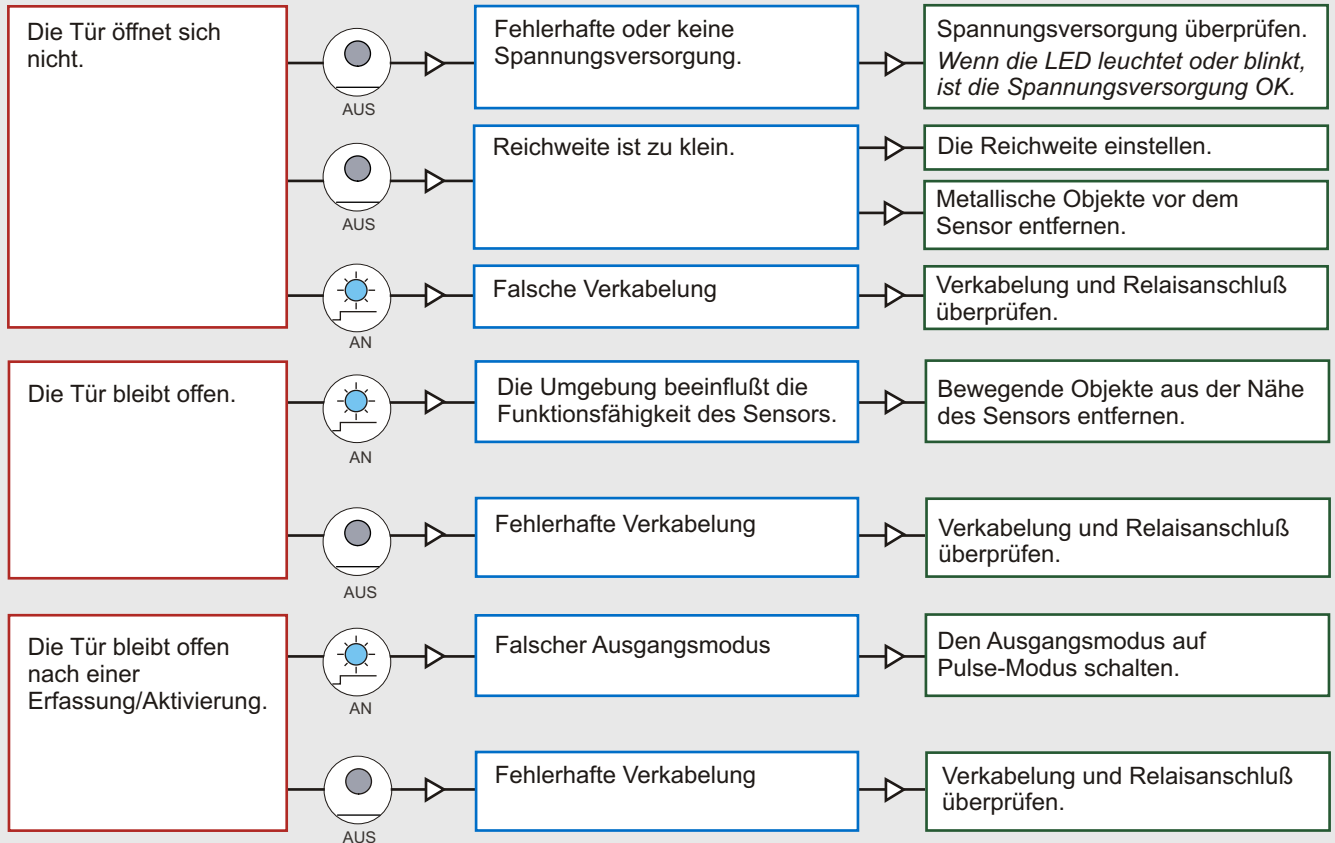 Die Tür öffnet sich
nicht.
AUS
Fehlerhafte oder keine
Spannungsversorgung.
Spannungsversorgung überprüfen.
Wenn die LED leuchtet oder blinkt,
ist die Spannungsversorgung OK.
AUS
Reichweite ist zu klein.
Die Reichweite einstellen.
Metallische Objekte vor dem
Sensor entfernen.
AN
Falsche Verkabelung
Verkabelung und Relaisanschluß
überprüfen.
Die Tür bleibt offen.
AN
Die Umgebung beeinflußt die
Funktionsfähigkeit des Sensors.
Bewegende Objekte aus der Nähe
des Sensors entfernen.
AUS
Fehlerhafte Verkabelung
Verkabelung und Relaisanschluß
überprüfen.
Die Tür bleibt offen
nach einer
Erfassung/Aktivierung.
AN
Falscher Ausgangsmodus
Den Ausgangsmodus auf
Pulse-Modus schalten.
AUS
Fehlerhafte Verkabelung
Verkabelung und Relaisanschluß
überprüfen.